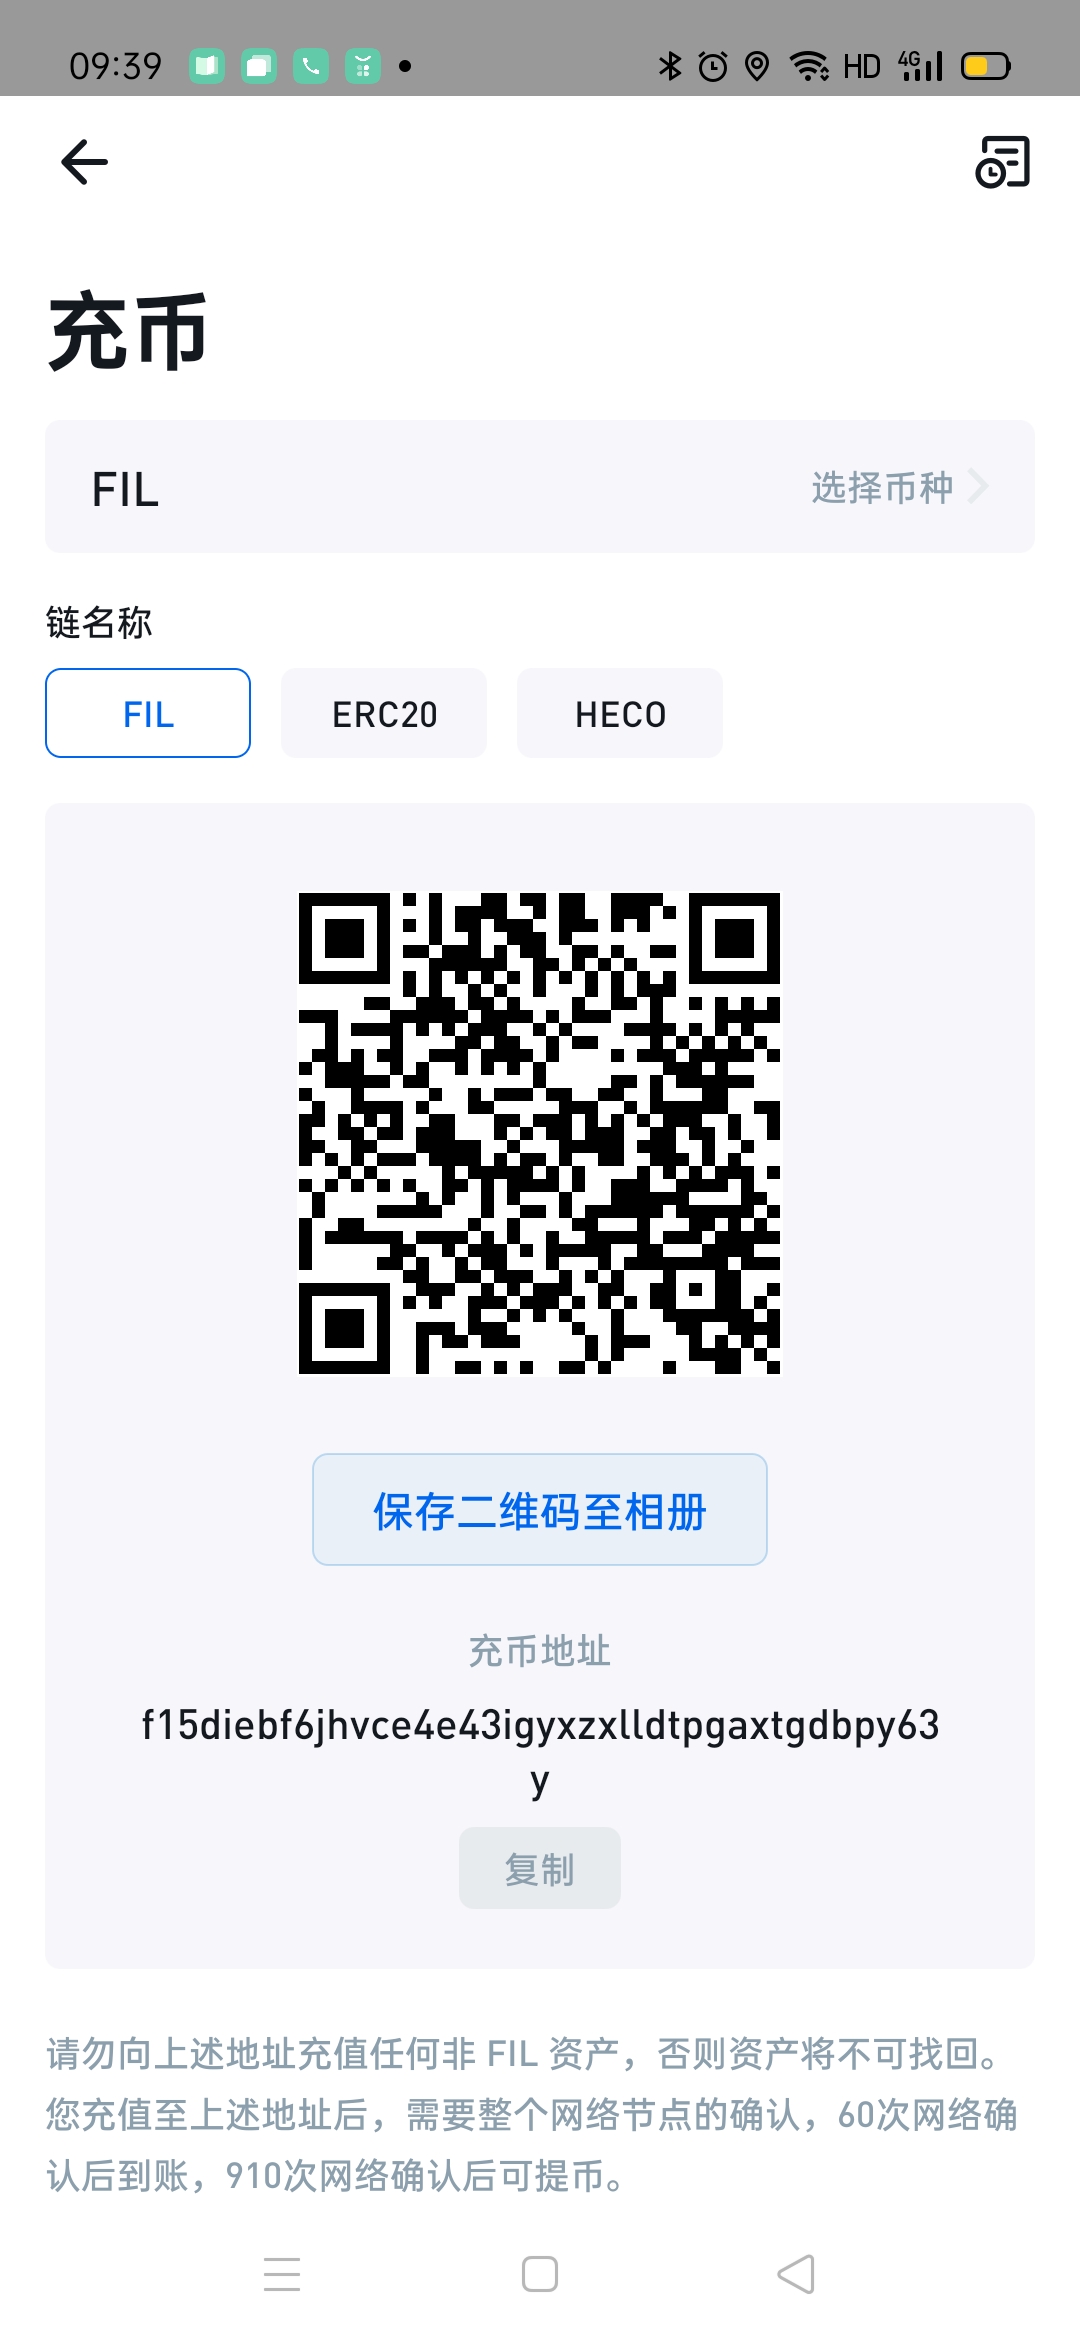 09:39
HD 4G
充币
FIL 选择币种
链名称
FIL ERC20 HECO
保存二维码至相册
充币地址
f15diebf6jhvce4e43igyxzxlldtpgaxtgdbpy63
y
复制
请勿向上述地址充值任何非 FIL 资产，否则资产将不可找回。
您充值至上述地址后，需要整个网络节点的确认，60次网络确
认后到账，910次网络确认后可提币。